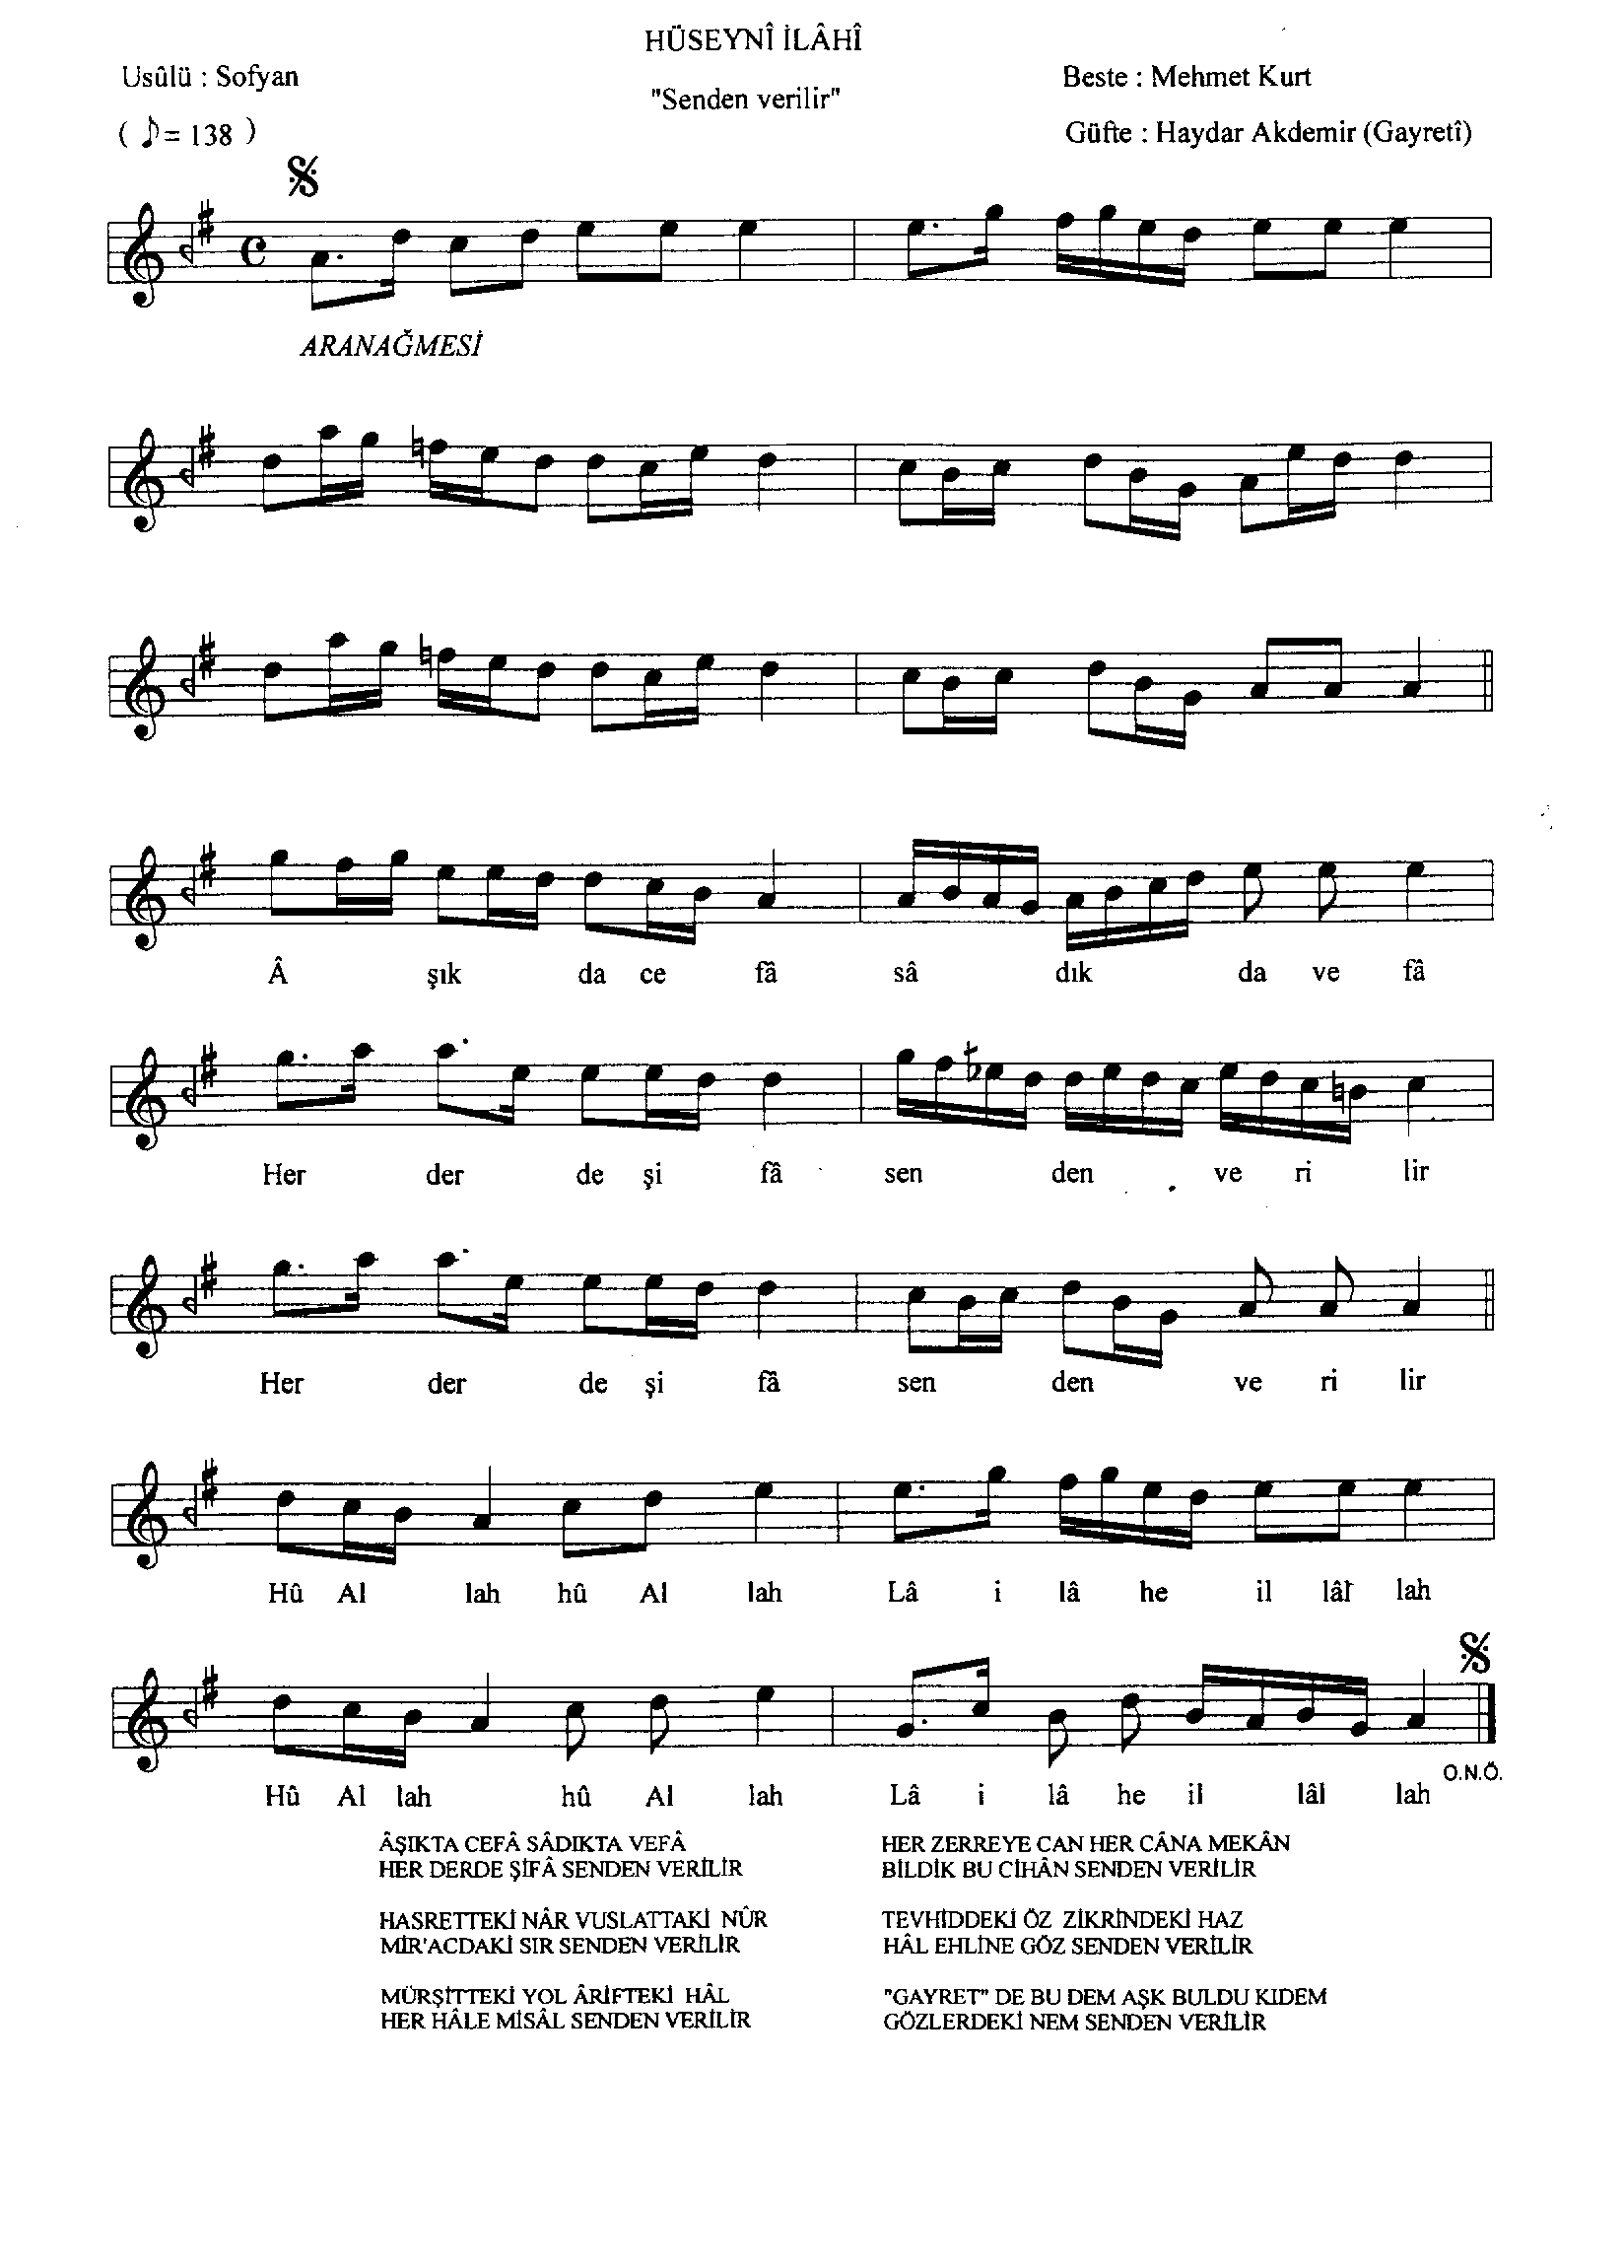 HÜSEYNÎ İLÂHÎ
Usûlü : Sofyan
"Senden verilir"
Beste : Mehmet Kurt
( ♪= 138 )
Güfte : Haydar Akdemir (Gayretî)
ARANAĞMESİ
Â şık da ce fâ sâ dık da ve fâ
Her der de şi fâ sen den ve ri lir
Her der de şi fâ sen den ve ri lir
Hû Al lah hû Al lah Lâ i lâ he il lâl lah
Hû Al lah hû Al lah Lâ i lâ he il lâl lah
O.N.Ö.
ÂŞIKTA CEFÂ SÂDIKTA VEFÂ
HER DERDE ŞİFÂ SENDEN VERİLİR
HASRETTEKİ NÂR VUSLATTAKİ NÛR
MİR'ACDAKİ SIR SENDEN VERİLİR
MÜRŞİTTEKİ YOL ÂRİFTEKİ HÂL
HER HÂLE MİSÂL SENDEN VERİLİR
HER ZERREYE CAN HER CÂNA MEKÂN
BİLDİK BU CİHÂN SENDEN VERİLİR
TEVHİDDEKİ ÖZ ZİKRİNDEKİ HAZ
HÂL EHLİNE GÖZ SENDEN VERİLİR
"GAYRET" DE BU DEM AŞK BULDU KIDEM
GÖZLERDEKİ NEM SENDEN VERİLİR